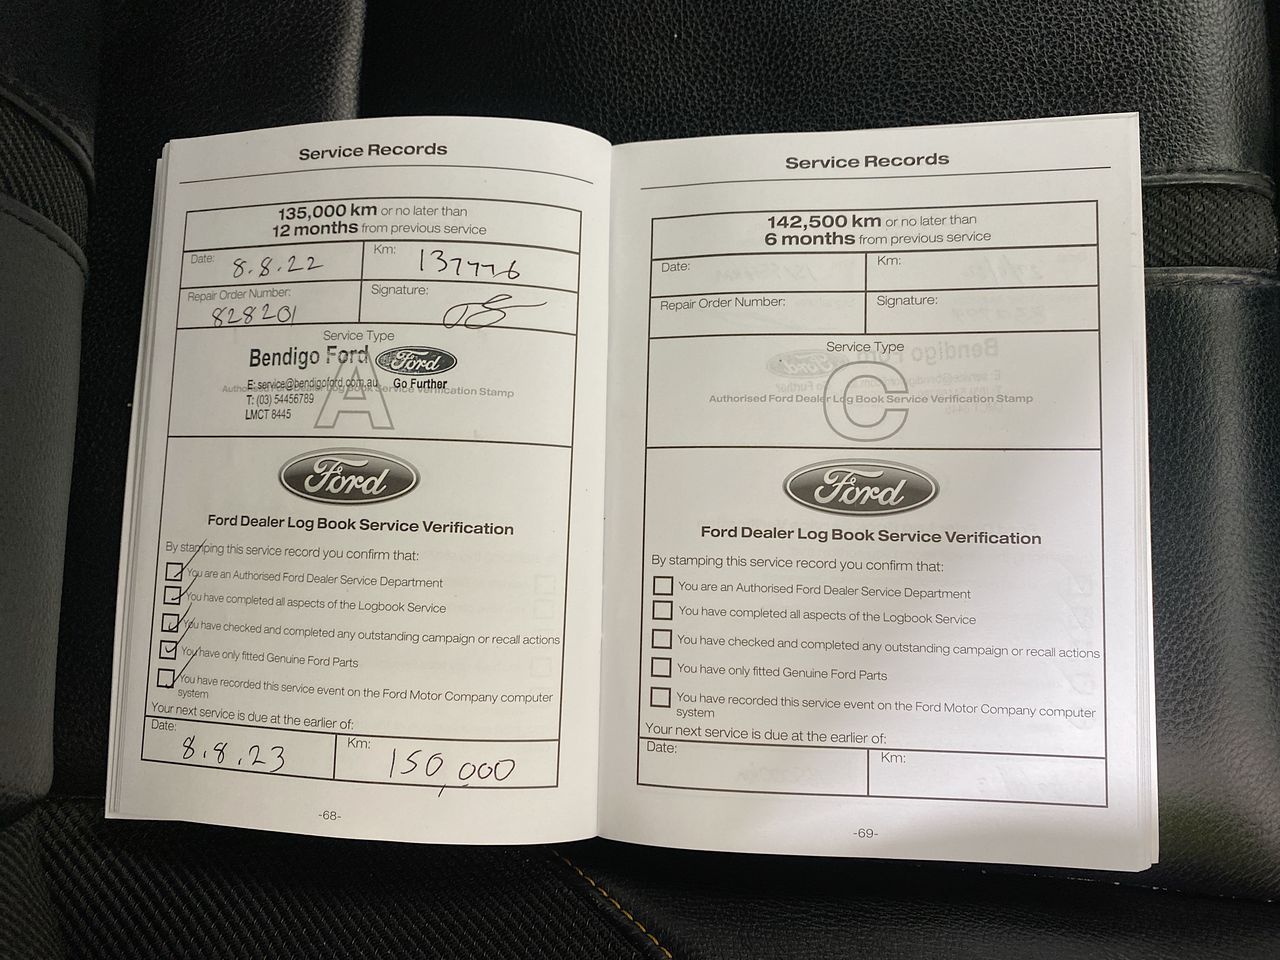 Service Records
135,000 km or no later than
12 months from previous service
Date: 8.8.22 Km: 137776
Repair Order Number: 828201 Signature:
Service Type
Bendigo Ford Ford
E: service@bendigoford.com.au Go Further
Authorised Ford Dealer Log Book Service Verification Stamp
T: (03) 54456789
LMCT 8445
A
Ford
Ford Dealer Log Book Service Verification
By stamping this service record you confirm that:
You are an Authorised Ford Dealer Service Department
You have completed all aspects of the Logbook Service
You have checked and completed any outstanding campaign or recall actions
You have only fitted Genuine Ford Parts
You have recorded this service event on the Ford Motor Company computer
system
Your next service is due at the earlier of:
Date: 8.8.23 Km: 150,000
-68-
Service Records
142,500 km or no later than
6 months from previous service
Date: Km:
Repair Order Number: Signature:
Service Type
C
Authorised Ford Dealer Log Book Service Verification Stamp
Ford
Ford Dealer Log Book Service Verification
By stamping this service record you confirm that:
You are an Authorised Ford Dealer Service Department
You have completed all aspects of the Logbook Service
You have checked and completed any outstanding campaign or recall actions
You have only fitted Genuine Ford Parts
You have recorded this service event on the Ford Motor Company computer
system
Your next service is due at the earlier of:
Date: Km:
-69-